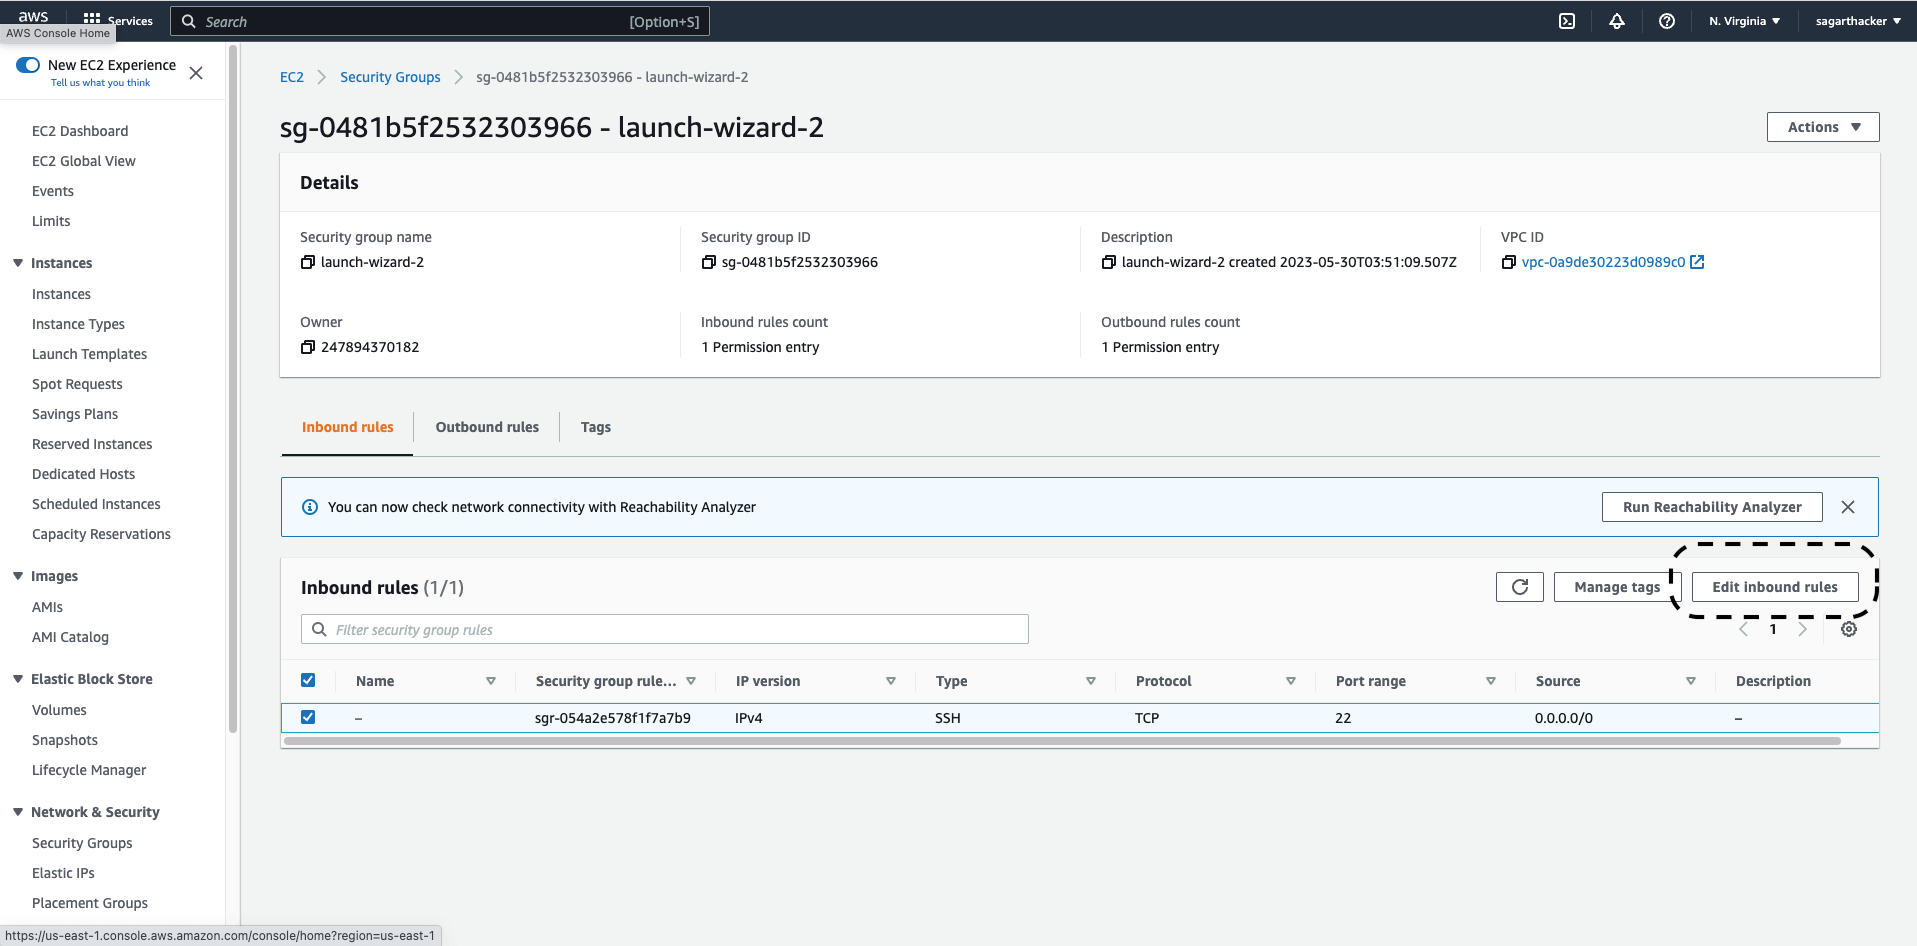 aws
Services
Search
[Option+S]
N. Virginia ▼
sagarthacker ▼
AWS Console Home
New EC2 Experience
Tell us what you think
EC2 Dashboard
EC2 Global View
Events
Limits
Instances
Instances
Instance Types
Launch Templates
Spot Requests
Savings Plans
Reserved Instances
Dedicated Hosts
Scheduled Instances
Capacity Reservations
Images
AMIs
AMI Catalog
Elastic Block Store
Volumes
Snapshots
Lifecycle Manager
Network & Security
Security Groups
Elastic IPs
Placement Groups
https://us-east-1.console.aws.amazon.com/console/home?region=us-east-1
EC2 > Security Groups > sg-0481b5f2532303966 - launch-wizard-2
sg-0481b5f2532303966 - launch-wizard-2
Actions ▼
Details
Security group name
launch-wizard-2
Security group ID
sg-0481b5f2532303966
Description
launch-wizard-2 created 2023-05-30T03:51:09.507Z
VPC ID
vpc-0a9de30223d0989c0
Owner
247894370182
Inbound rules count
1 Permission entry
Outbound rules count
1 Permission entry
Inbound rules
Outbound rules
Tags
You can now check network connectivity with Reachability Analyzer
Run Reachability Analyzer
Inbound rules (1/1)
Manage tags
Edit inbound rules
Filter security group rules
1
Name Security group rule... IP version Type Protocol Port range Source Description
– sgr-054a2e578f1f7a7b9 IPv4 SSH TCP 22 0.0.0.0/0 –